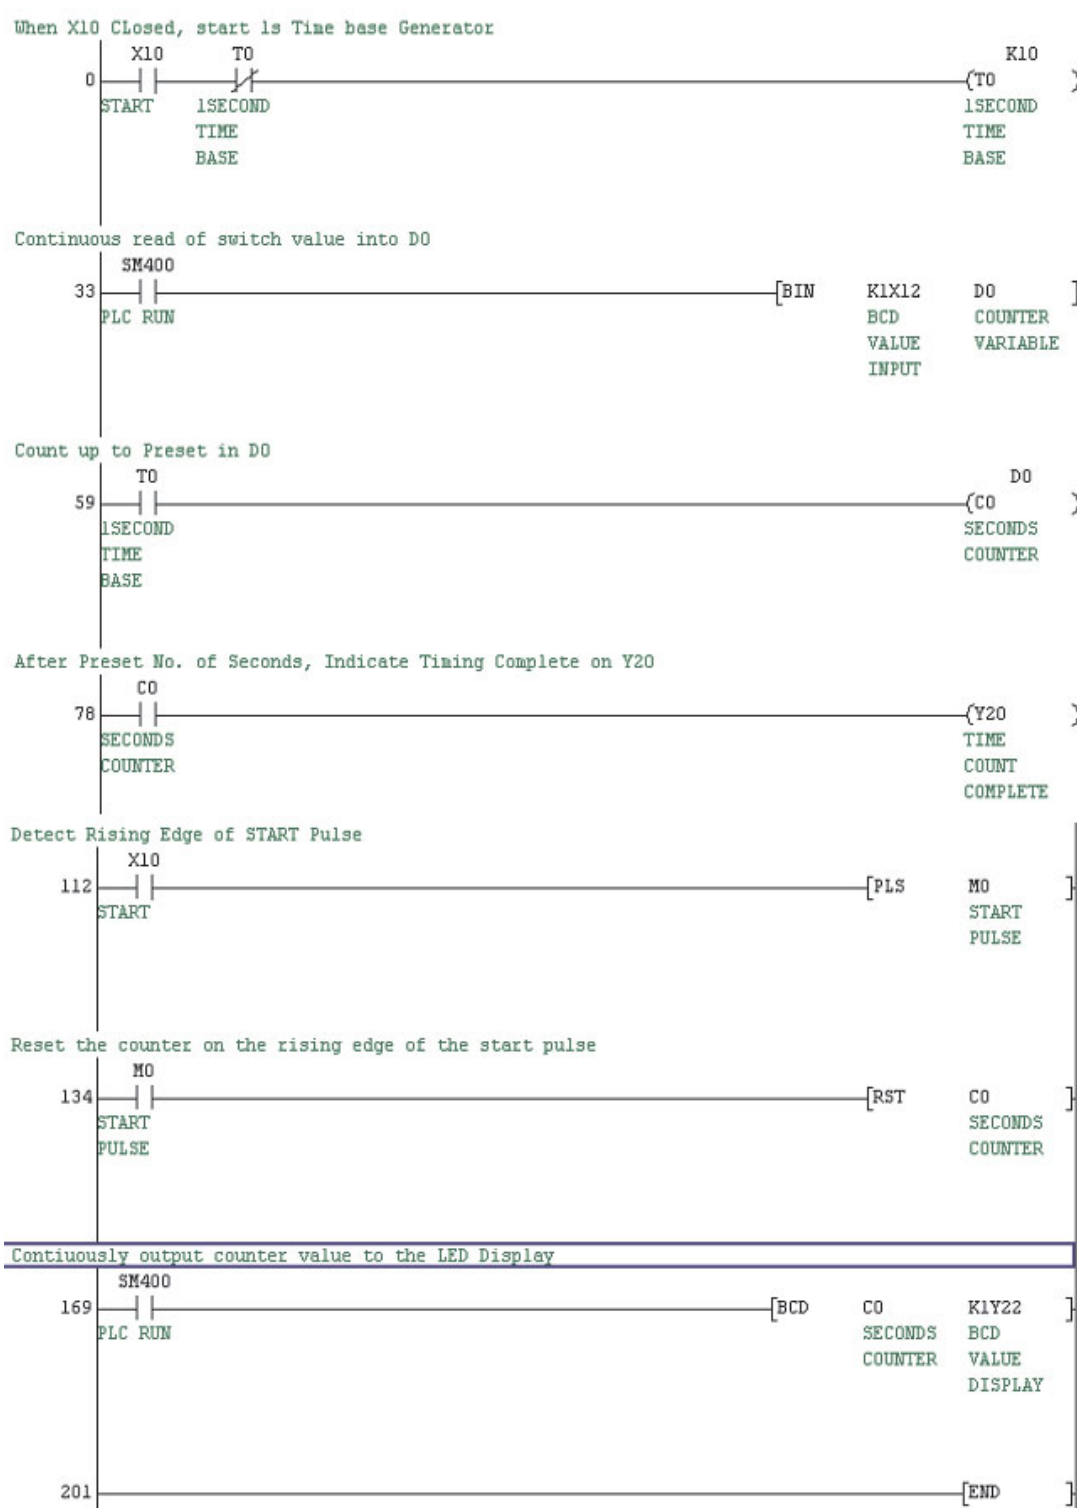 When X10 CLosed, start 1s Time base Generator
X10 T0 K10
0 (T0 )
START 1SECOND 1SECOND
TIME TIME
BASE BASE
Continuous read of switch value into D0
SM400
33 [BIN K1X12 D0 ]
PLC RUN BCD COUNTER
VALUE VARIABLE
INPUT
Count up to Preset in D0
T0 D0
59 (C0 )
1SECOND SECONDS
TIME COUNTER
BASE
After Preset No. of Seconds, Indicate Timing Complete on Y20
C0
78 (Y20 )
SECONDS TIME
COUNTER COUNT
COMPLETE
Detect Rising Edge of START Pulse
X10
112 [PLS M0 ]
START START
PULSE
Reset the counter on the rising edge of the start pulse
M0
134 [RST C0 ]
START SECONDS
PULSE COUNTER
Contiuously output counter value to the LED Display
SM400
169 [BCD C0 K1Y22 ]
PLC RUN SECONDS BCD
COUNTER VALUE
DISPLAY
201 [END ]